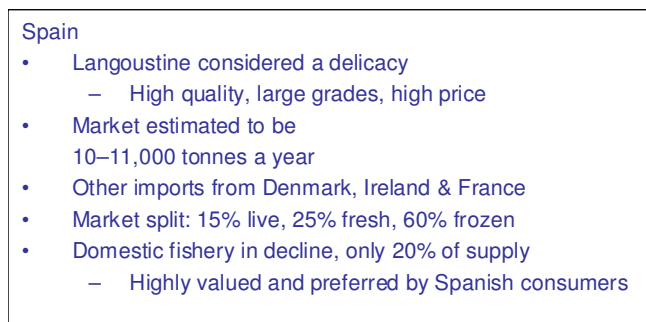 Spain
• Langoustine considered a delicacy
– High quality, large grades, high price
• Market estimated to be
10–11,000 tonnes a year
• Other imports from Denmark, Ireland & France
• Market split: 15% live, 25% fresh, 60% frozen
• Domestic fishery in decline, only 20% of supply
– Highly valued and preferred by Spanish consumers